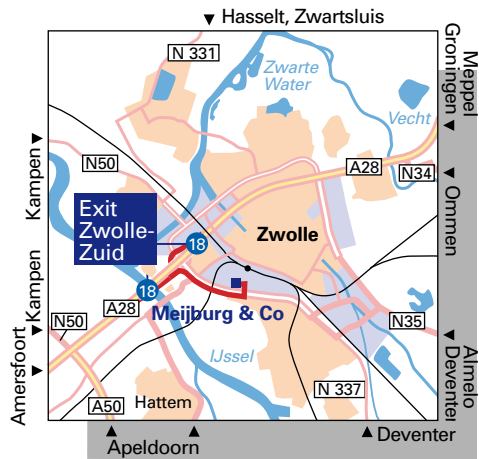 Hasselt, Zwartsluis
N 331
Zwarte
Water
Meppel
Groningen
Vecht
Kampen
N50
A28
N34
Exit
Zwolle-
Zuid
18
Zwolle
Ommen
18
Kampen
A28
Meijburg & Co
N50
N35
IJssel
Amersfoort
Almelo
Deventer
A50
Hattem
N 337
Apeldoorn
Deventer